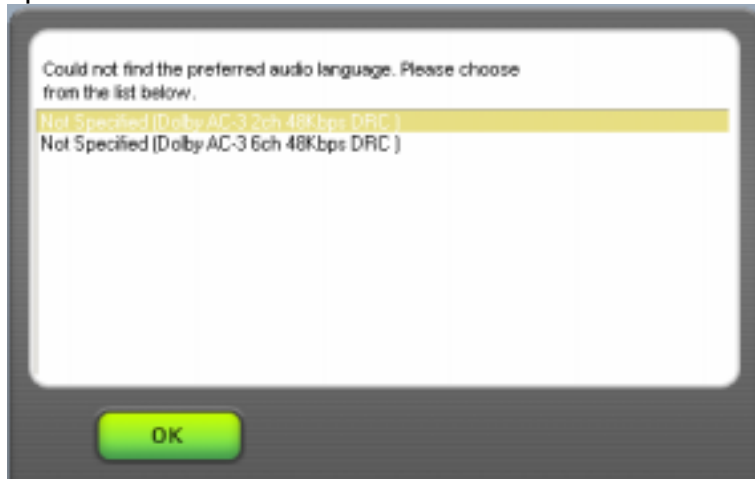 Could not find the preferred audio language. Please choose
from the list below.
Not Specified (Dolby AC-3 2ch 48Kbps DRC )
Not Specified (Dolby AC-3 6ch 48Kbps DRC )
OK